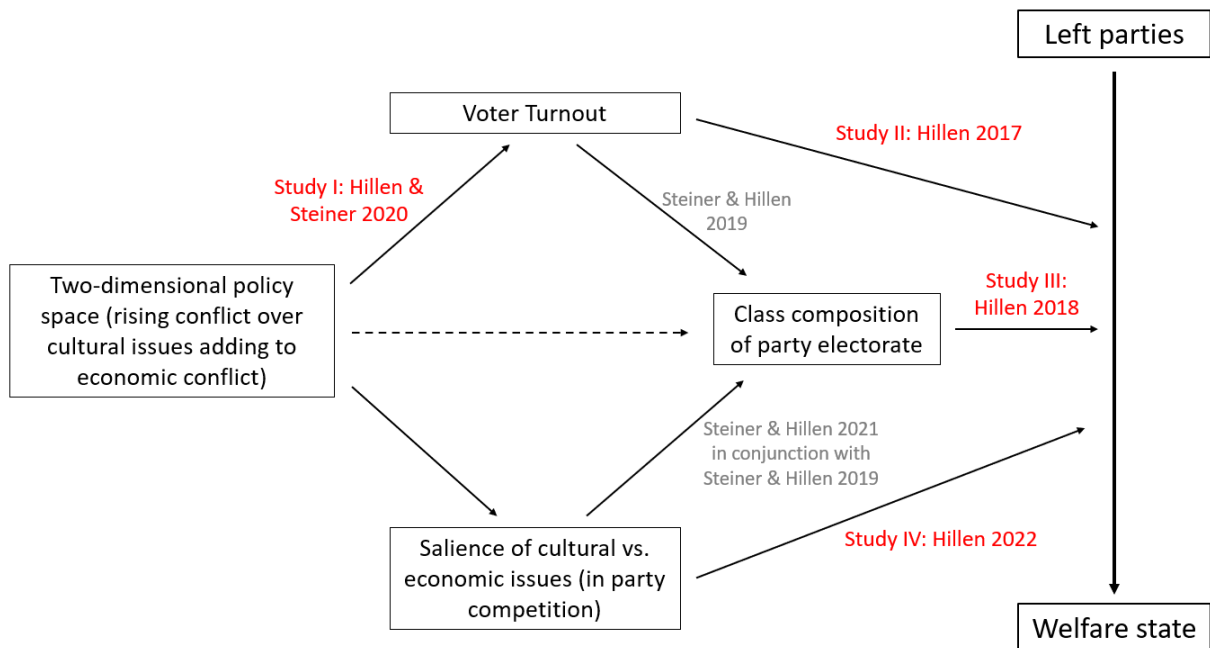 Left parties
Voter Turnout
Study II: Hillen 2017
Study I: Hillen &
Steiner 2020
Steiner & Hillen
2019
Two-dimensional policy
space (rising conflict over
cultural issues adding to
economic conflict)
Class composition
of party electorate
Study III:
Hillen 2018
Steiner & Hillen 2021
in conjunction with
Steiner & Hillen 2019
Salience of cultural vs.
economic issues (in party
competition)
Study IV: Hillen 2022
Welfare state